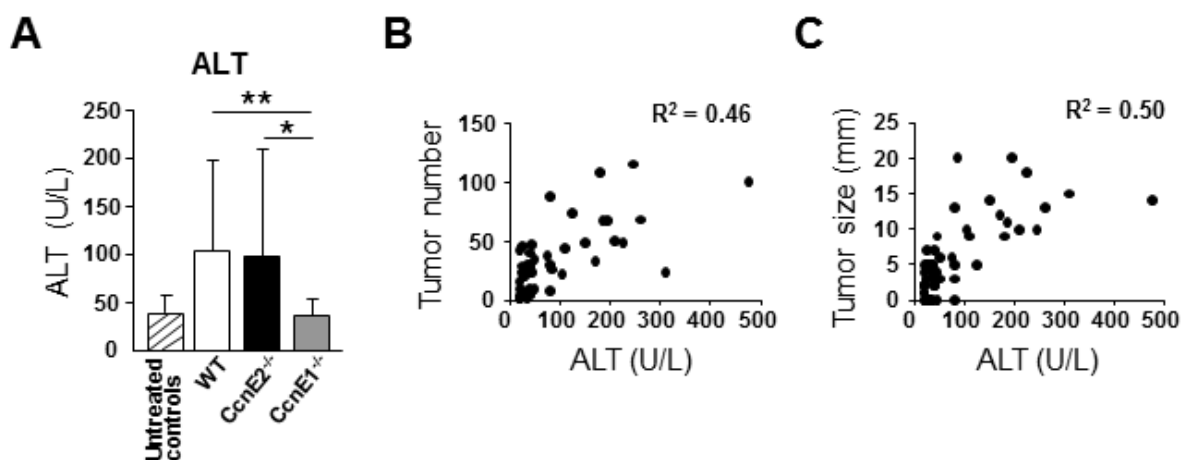 A
ALT
ALT (U/L)
250
200
150
100
50
0
**
*
Untreated
controls
WT
CcnE2-/-
CcnE1-/-
B
R² = 0.46
Tumor number
150
100
50
0
0 100 200 300 400 500
ALT (U/L)
C
R² = 0.50
Tumor size (mm)
25
20
15
10
5
0
0 100 200 300 400 500
ALT (U/L)